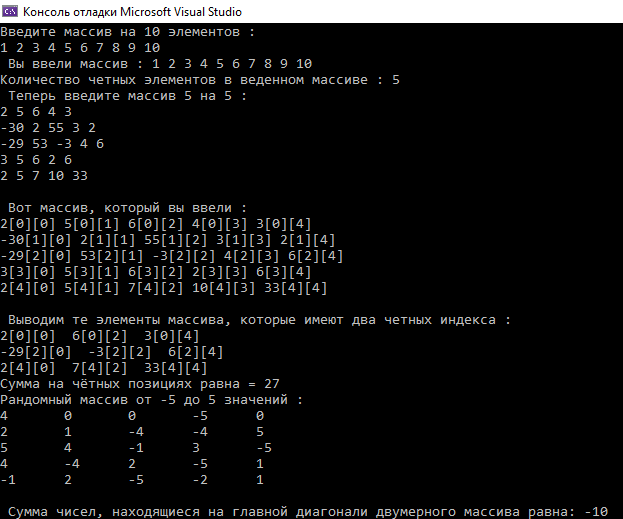 Консоль отладки Microsoft Visual Studio
Введите массив на 10 элементов :
1 2 3 4 5 6 7 8 9 10
Вы ввели массив : 1 2 3 4 5 6 7 8 9 10
Количество четных элементов в веденном массиве : 5
Теперь введите массив 5 на 5 :
2 5 6 4 3
-30 2 55 3 2
-29 53 -3 4 6
3 5 6 2 6
2 5 7 10 33
Вот массив, который вы ввели :
2[0][0] 5[0][1] 6[0][2] 4[0][3] 3[0][4]
-30[1][0] 2[1][1] 55[1][2] 3[1][3] 2[1][4]
-29[2][0] 53[2][1] -3[2][2] 4[2][3] 6[2][4]
3[3][0] 5[3][1] 6[3][2] 2[3][3] 6[3][4]
2[4][0] 5[4][1] 7[4][2] 10[4][3] 33[4][4]
Выводим те элементы массива, которые имеют два четных индекса :
2[0][0]  6[0][2]  3[0][4]
-29[2][0]  -3[2][2]  6[2][4]
2[4][0]  7[4][2]  33[4][4]
Сумма на чётных позициях равна = 27
Рандомный массив от -5 до 5 значений :
4 0 0 -5 0
2 1 -4 -4 5
5 4 -1 3 -5
4 -4 2 -5 1
-1 2 -5 -2 1
Сумма чисел, находящиеся на главной диагонали двумерного массива равна: -10